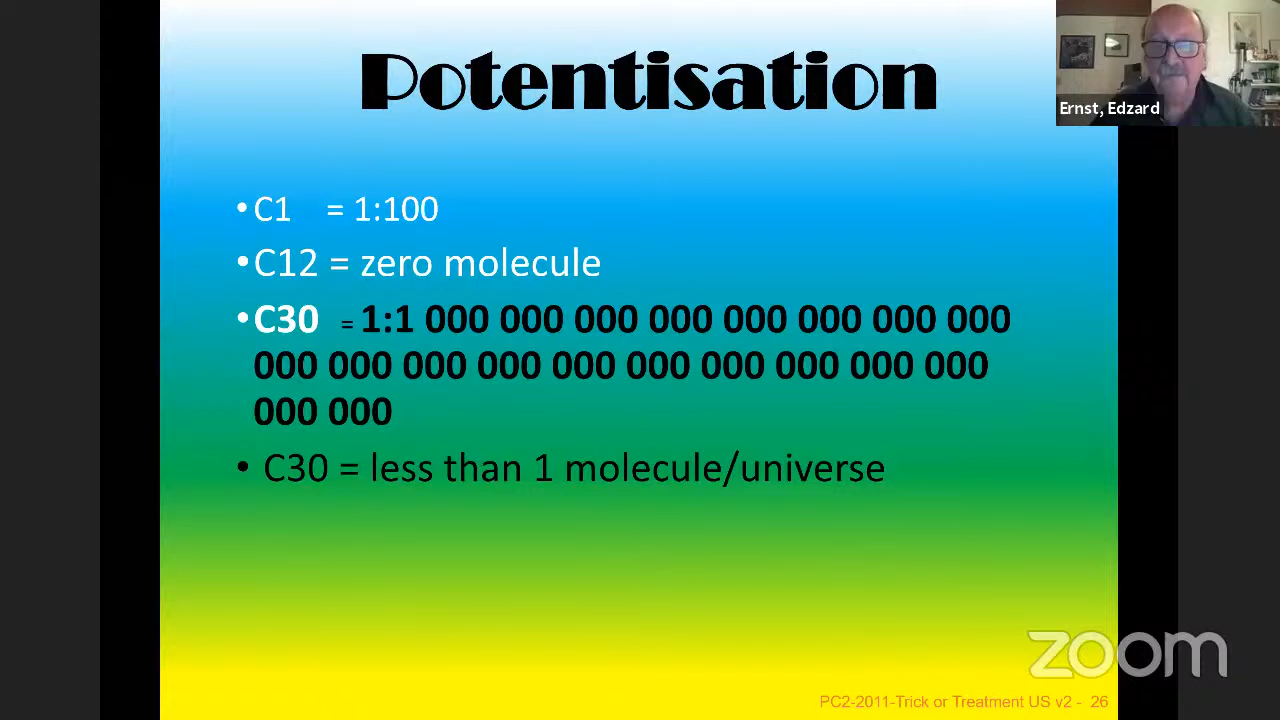 Potentisation
Ernst, Edzard
•C1 = 1:100
•C12 = zero molecule
•C30 = 1:1 000 000 000 000 000 000 000 000
000 000 000 000 000 000 000 000 000 000
000 000
• C30 = less than 1 molecule/universe
zoom
PC2-2011-Trick or Treatment US v2 - 26